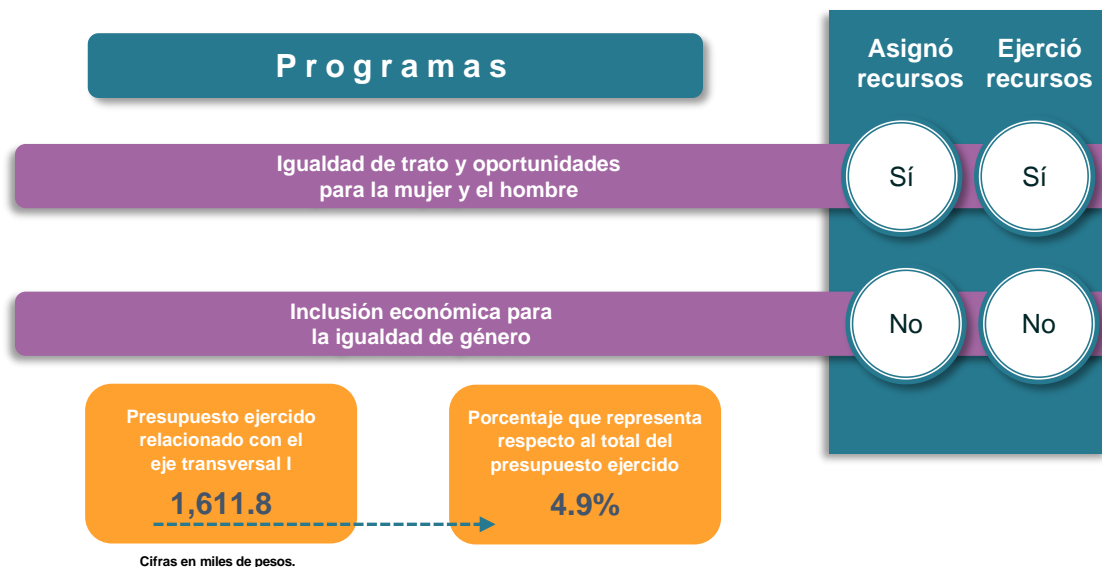 Programas
Asignó
recursos
Ejerció
recursos
Igualdad de trato y oportunidades
para la mujer y el hombre
Sí
Sí
Inclusión económica para
la igualdad de género
No
No
Presupuesto ejercido
relacionado con el
eje transversal I
1,611.8
Porcentaje que representa
respecto al total del
presupuesto ejercido
4.9%
Cifras en miles de pesos.